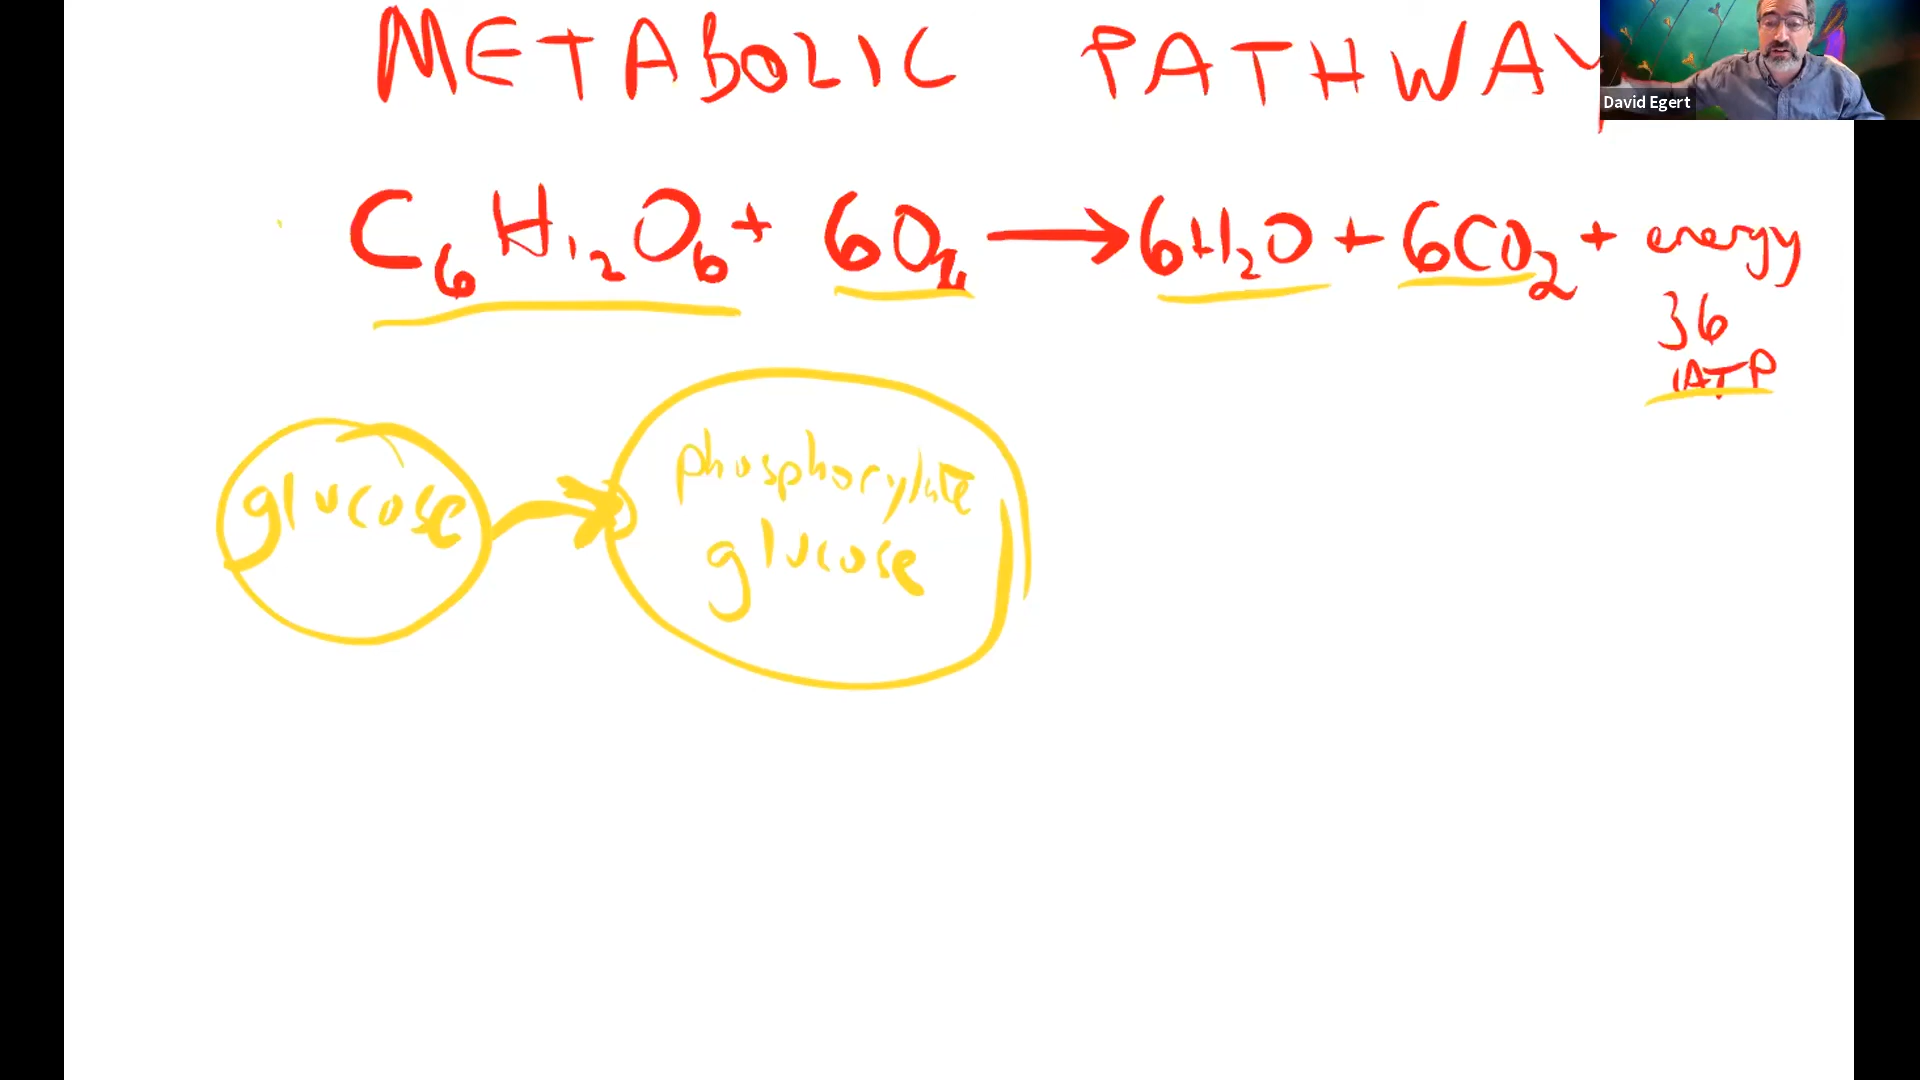 METABOLIC PATHWAY
David Egert
C6H12O6 + 6O2 → 6H2O + 6CO2 + energy
36
ATP
glucose
phosphorylate
glucose